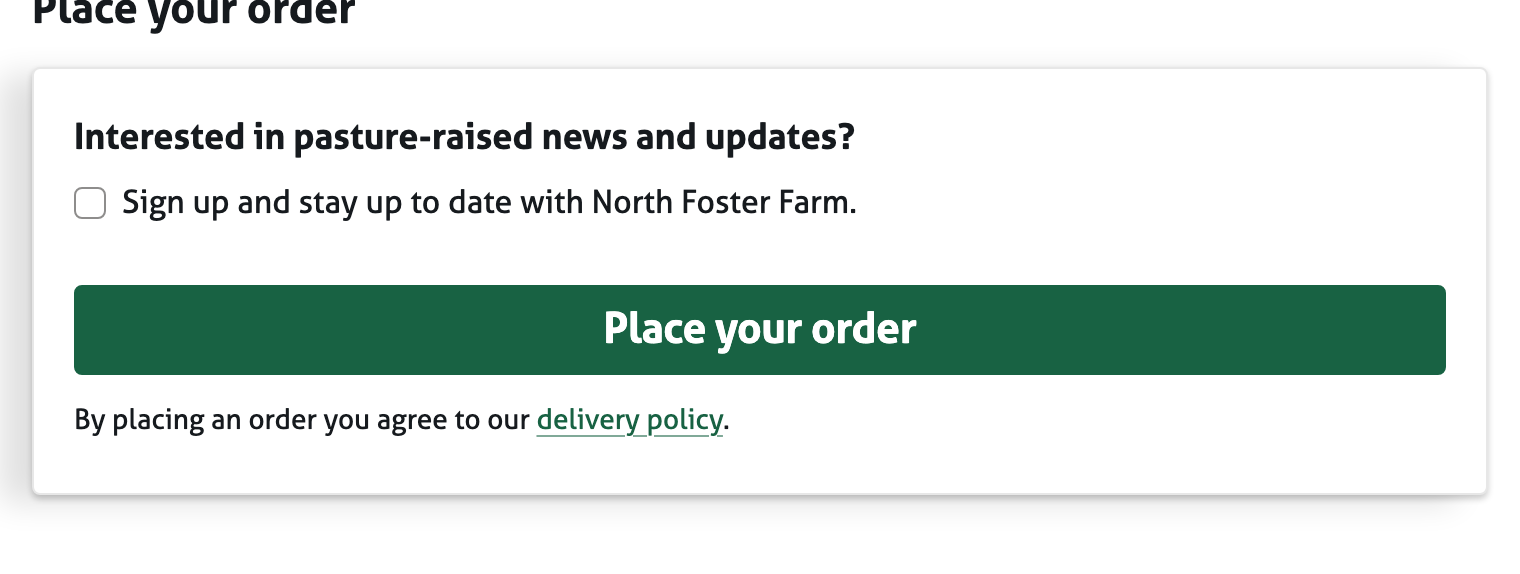 Place your order
Interested in pasture-raised news and updates?
Sign up and stay up to date with North Foster Farm.
Place your order
By placing an order you agree to our delivery policy.